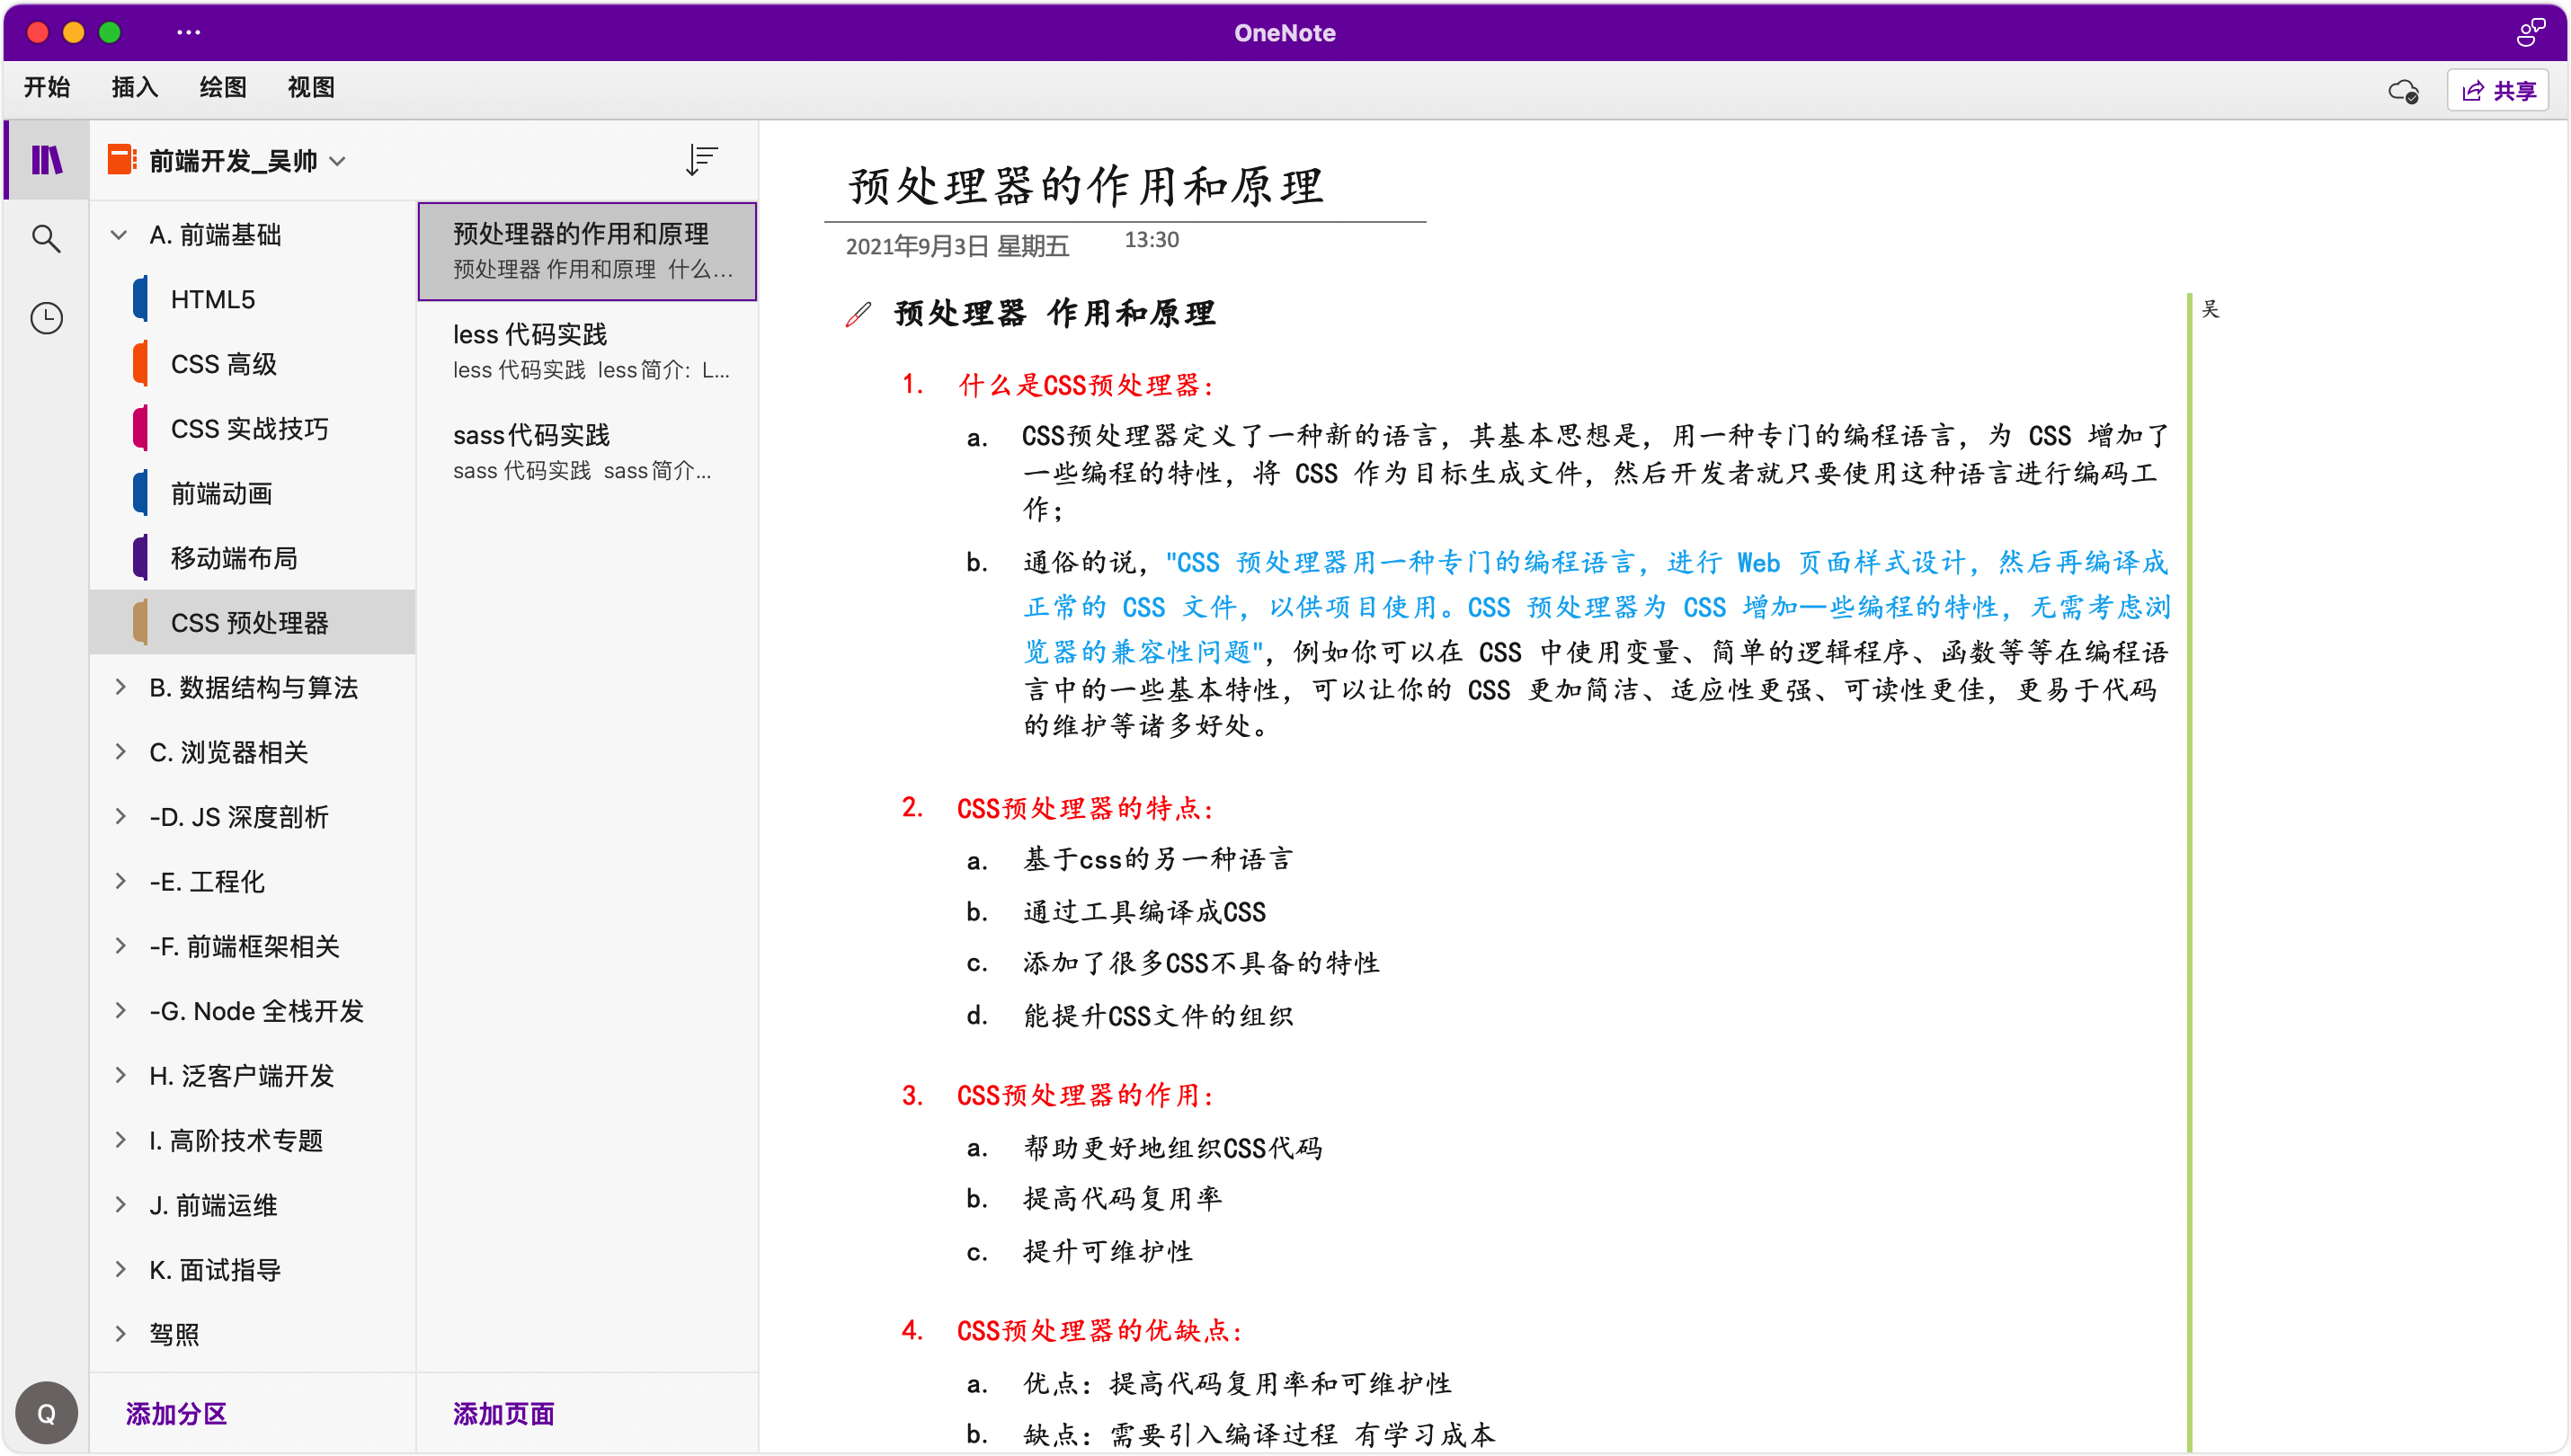 OneNote
开始 插入 绘图 视图
共享
前端开发_吴帅
A. 前端基础
HTML5
CSS 高级
CSS 实战技巧
前端动画
移动端布局
CSS 预处理器
B. 数据结构与算法
C. 浏览器相关
-D. JS 深度剖析
-E. 工程化
-F. 前端框架相关
-G. Node 全栈开发
H. 泛客户端开发
I. 高阶技术专题
J. 前端运维
K. 面试指导
驾照
Q
添加分区
预处理器的作用和原理
预处理器 作用和原理 什么...
less 代码实践
less 代码实践 less简介: L...
sass代码实践
sass 代码实践 sass简介...
添加页面
预处理器的作用和原理
2021年9月3日 星期五 13:30
预处理器 作用和原理
吴
1. 什么是CSS预处理器:
a. CSS预处理器定义了一种新的语言，其基本思想是，用一种专门的编程语言，为 CSS 增加了
一些编程的特性，将 CSS 作为目标生成文件，然后开发者就只要使用这种语言进行编码工
作；
b. 通俗的说，"CSS 预处理器用一种专门的编程语言，进行 Web 页面样式设计，然后再编译成
正常的 CSS 文件，以供项目使用。CSS 预处理器为 CSS 增加一些编程的特性，无需考虑浏
览器的兼容性问题"，例如你可以在 CSS 中使用变量、简单的逻辑程序、函数等等在编程语
言中的一些基本特性，可以让你的 CSS 更加简洁、适应性更强、可读性更佳，更易于代码
的维护等诸多好处。
2. CSS预处理器的特点:
a. 基于css的另一种语言
b. 通过工具编译成CSS
c. 添加了很多CSS不具备的特性
d. 能提升CSS文件的组织
3. CSS预处理器的作用:
a. 帮助更好地组织CSS代码
b. 提高代码复用率
c. 提升可维护性
4. CSS预处理器的优缺点:
a. 优点: 提高代码复用率和可维护性
b. 缺点: 需要引入编译过程 有学习成本